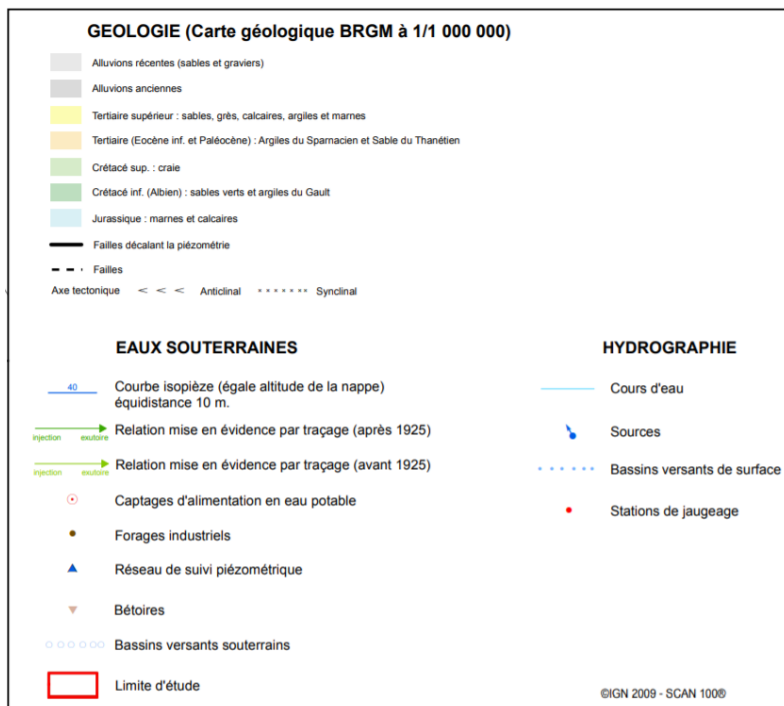 GEOLOGIE (Carte géologique BRGM à 1/1 000 000)
Alluvions récentes (sables et graviers)
Alluvions anciennes
Tertiaire supérieur : sables, grès, calcaires, argiles et marnes
Tertiaire (Eocène inf. et Paléocène) : Argiles du Sparnacien et Sable du Thanétien
Crétacé sup. : craie
Crétacé inf. (Albien) : sables verts et argiles du Gault
Jurassique : marnes et calcaires
Failles décalant la piézométrie
Failles
Axe tectonique Anticlinal Synclinal
EAUX SOUTERRAINES
40
Courbe isopièze (égale altitude de la nappe)
équidistance 10 m.
injection exutoire
Relation mise en évidence par traçage (après 1925)
injection exutoire
Relation mise en évidence par traçage (avant 1925)
Captages d'alimentation en eau potable
Forages industriels
Réseau de suivi piézométrique
Bétoires
Bassins versants souterrains
Limite d'étude
HYDROGRAPHIE
Cours d'eau
Sources
Bassins versants de surface
Stations de jaugeage
©IGN 2009 - SCAN 100®